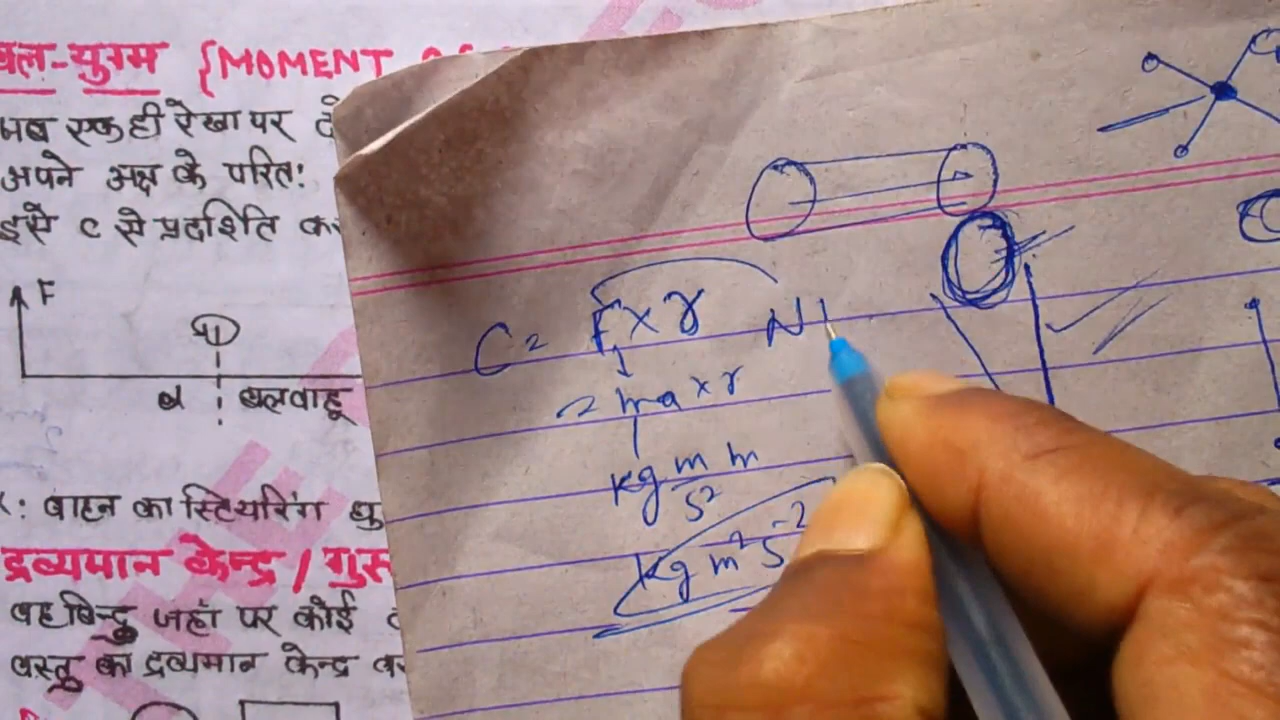 बल-युग्म {MOMENT
जब एक ही रेखा पर
अपने अक्ष के परित:
इसे C से प्रदर्शित
F
d बलबाहू
: वाहन का स्टियरिंग
द्रव्यमान केन्द्र /
वह बिन्दु जहाँ पर कोई
वस्तु का द्रव्यमान केन्द्र
C = F × r N
= ma × r
kg m m
s²
kg m² s⁻²